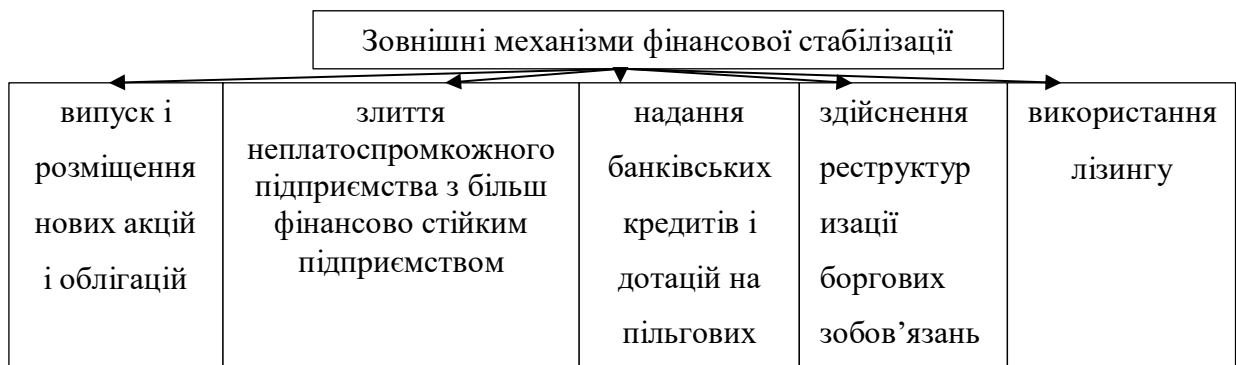 Зовнішні механізми фінансової стабілізації
випуск і
розміщення
нових акцій
і облігацій
злиття
неплатоспромкожного
підприємства з більш
фінансово стійким
підприємством
надання
банківських
кредитів і
дотацій на
пільгових
здійснення
реструктур
изації
боргових
зобов’язань
використання
лізингу